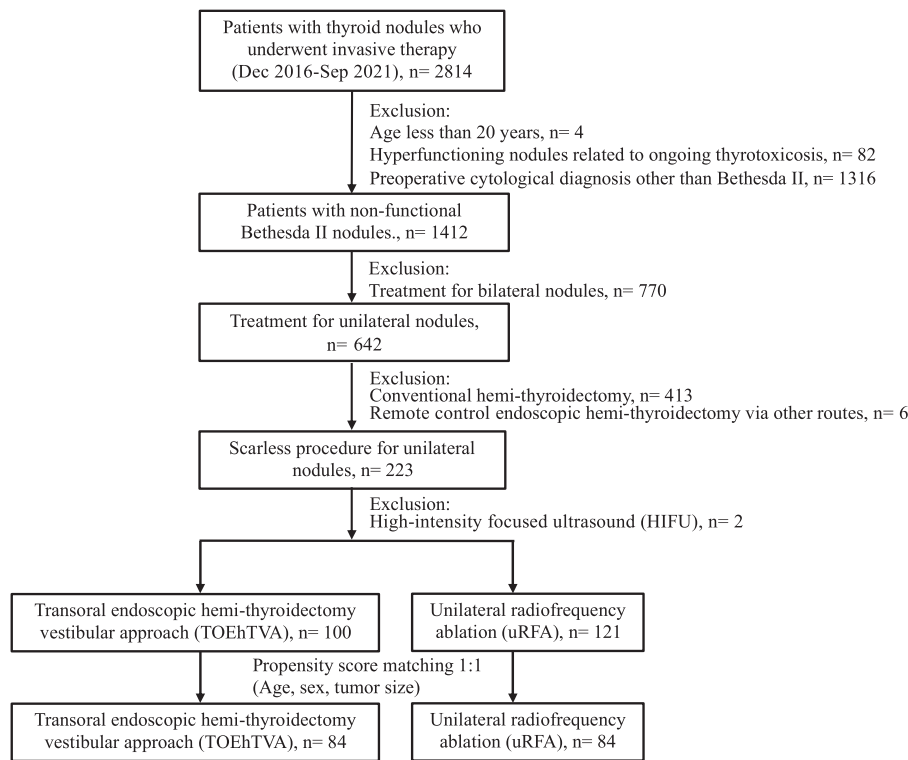 Patients with thyroid nodules who
underwent invasive therapy
(Dec 2016-Sep 2021), n= 2814
Exclusion:
Age less than 20 years, n= 4
Hyperfunctioning nodules related to ongoing thyrotoxicosis, n= 82
Preoperative cytological diagnosis other than Bethesda II, n= 1316
Patients with non-functional
Bethesda II nodules., n= 1412
Exclusion:
Treatment for bilateral nodules, n= 770
Treatment for unilateral nodules,
n= 642
Exclusion:
Conventional hemi-thyroidectomy, n= 413
Remote control endoscopic hemi-thyroidectomy via other routes, n= 6
Scarless procedure for unilateral
nodules, n= 223
Exclusion:
High-intensity focused ultrasound (HIFU), n= 2
Transoral endoscopic hemi-thyroidectomy
vestibular approach (TOEhTVA), n= 100
Unilateral radiofrequency
ablation (uRFA), n= 121
Propensity score matching 1:1
(Age, sex, tumor size)
Transoral endoscopic hemi-thyroidectomy
vestibular approach (TOEhTVA), n= 84
Unilateral radiofrequency
ablation (uRFA), n= 84